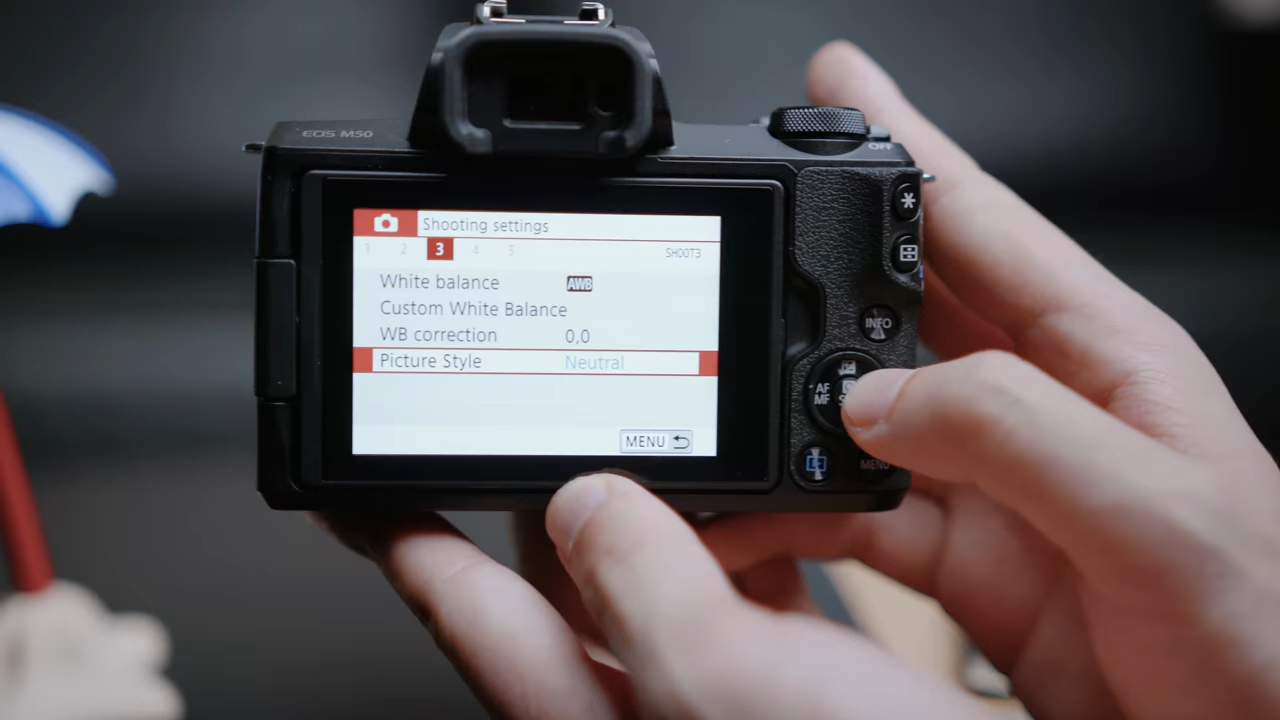 EOS M50
OFF
Shooting settings
1 2 3 4 5 SHOOT3
White balance AWB
Custom White Balance
WB correction 0,0
Picture Style Neutral
MENU
INFO
AF
MF
MENU